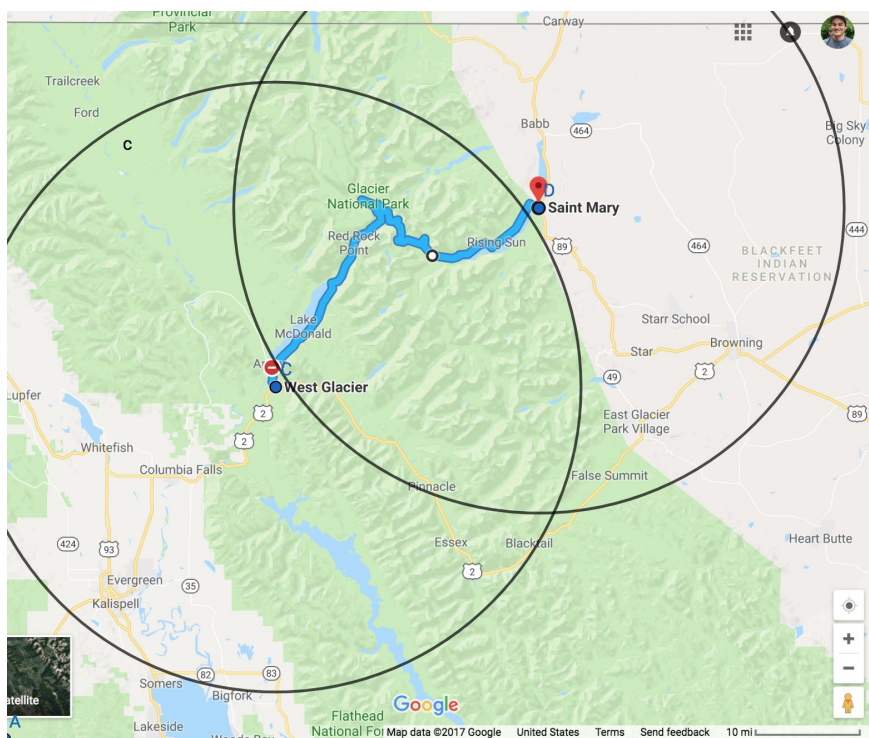 Provincial
Park
Carway
Trailcreek
Ford
C
Babb
464
Big Sky
Colony
Glacier
National Park
D
Saint Mary
Red Rock
Point
Rising Sun
89
464
444
BLACKFEET
INDIAN
RESERVATION
Lake
McDonald
Starr School
Star
Browning
C
West Glacier
49
2
Lupfer
2
2
89
East Glacier
Park Village
Whitefish
Columbia Falls
False Summit
Pinnacle
424
93
Essex
Blacktail
Heart Butte
2
35
Evergreen
Kalispell
82
83
Somers
Bigfork
atellite
A
Lakeside
Google
Flathead
National For
Map data ©2017 Google United States Terms Send feedback 10 mi